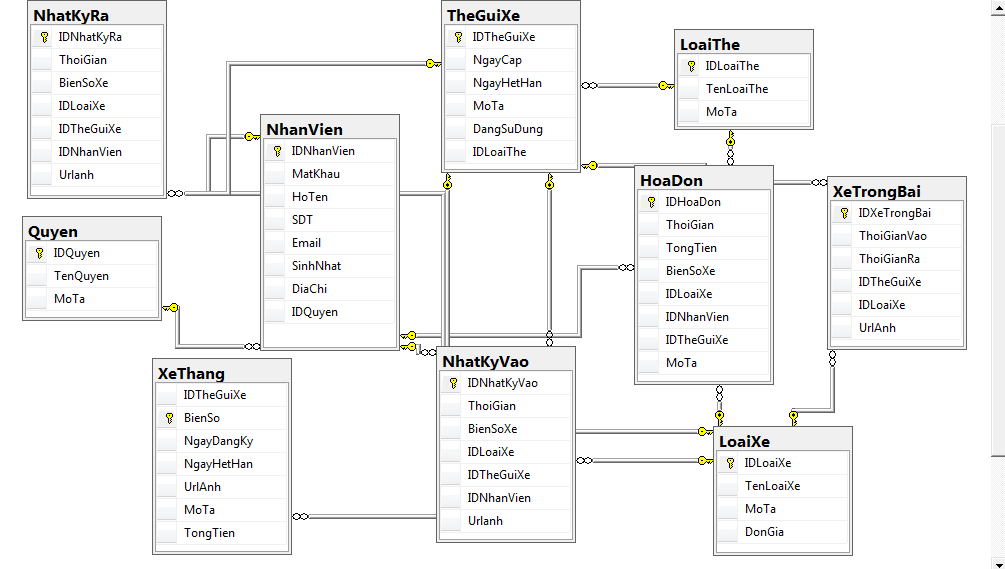 NhatKyRa
IDNhatKyRa
ThoiGian
BienSoXe
IDLoaiXe
IDTheGuiXe
IDNhanVien
Urlanh
TheGuiXe
IDTheGuiXe
NgayCap
NgayHetHan
MoTa
DangSuDung
IDLoaiThe
LoaiThe
IDLoaiThe
TenLoaiThe
MoTa
NhanVien
IDNhanVien
MatKhau
HoTen
SDT
Email
SinhNhat
DiaChi
IDQuyen
HoaDon
IDHoaDon
ThoiGian
TongTien
BienSoXe
IDLoaiXe
IDNhanVien
IDTheGuiXe
MoTa
XeTrongBai
IDXeTrongBai
ThoiGianVao
ThoiGianRa
IDTheGuiXe
IDLoaiXe
UrlAnh
Quyen
IDQuyen
TenQuyen
MoTa
XeThang
IDTheGuiXe
BienSo
NgayDangKy
NgayHetHan
UrlAnh
MoTa
TongTien
NhatKyVao
IDNhatKyVao
ThoiGian
BienSoXe
IDLoaiXe
IDTheGuiXe
IDNhanVien
Urlanh
LoaiXe
IDLoaiXe
TenLoaiXe
MoTa
DonGia